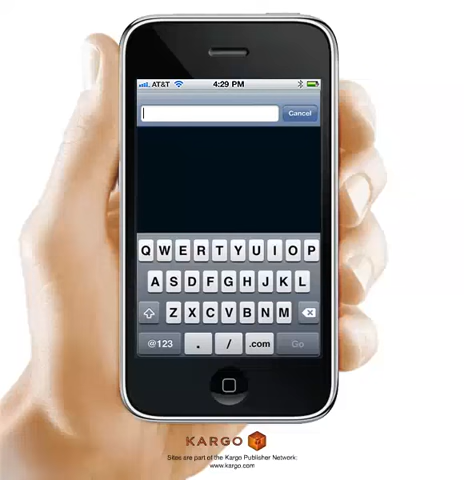 AT&T 4:29 PM
Cancel
Q W E R T Y U I O P
A S D F G H J K L
Z X C V B N M
@123 . / .com Go
KARGO
Sites are part of the Kargo Publisher Network:
www.kargo.com